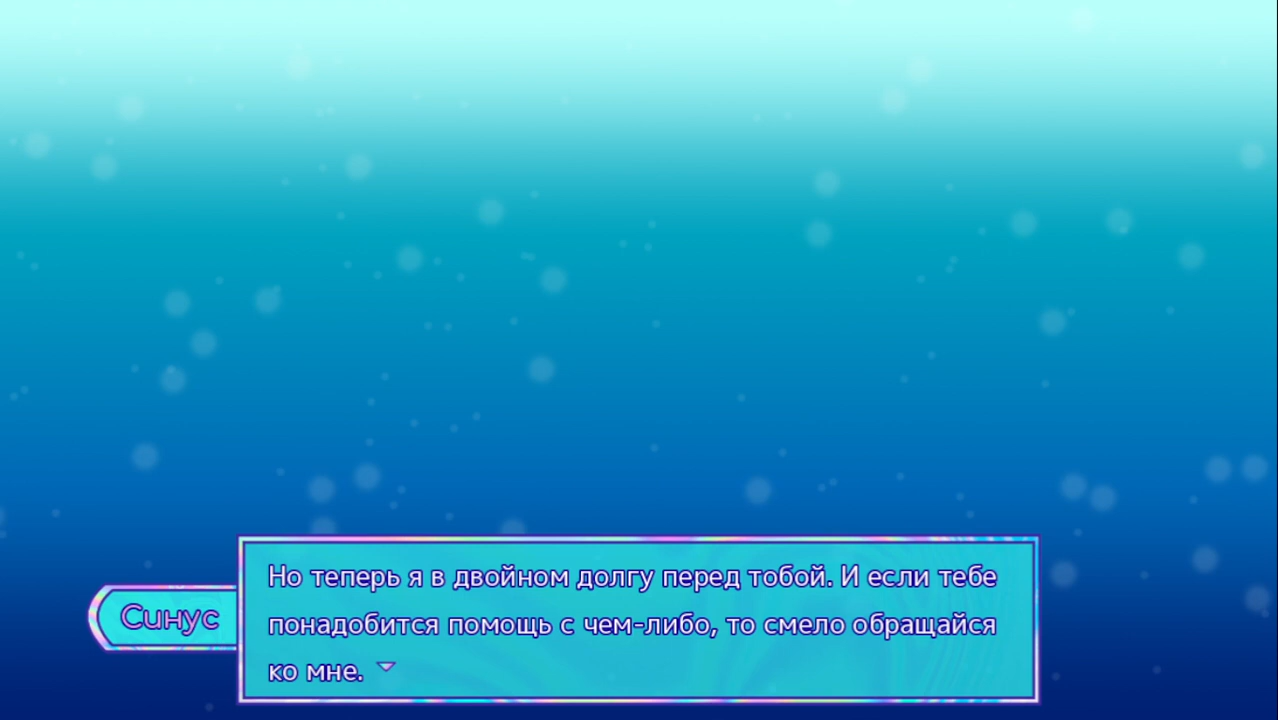 Но теперь я в двойном долгу перед тобой. И если тебе
понадобится помощь с чем-либо, то смело обращайся
Синус
ко мне.